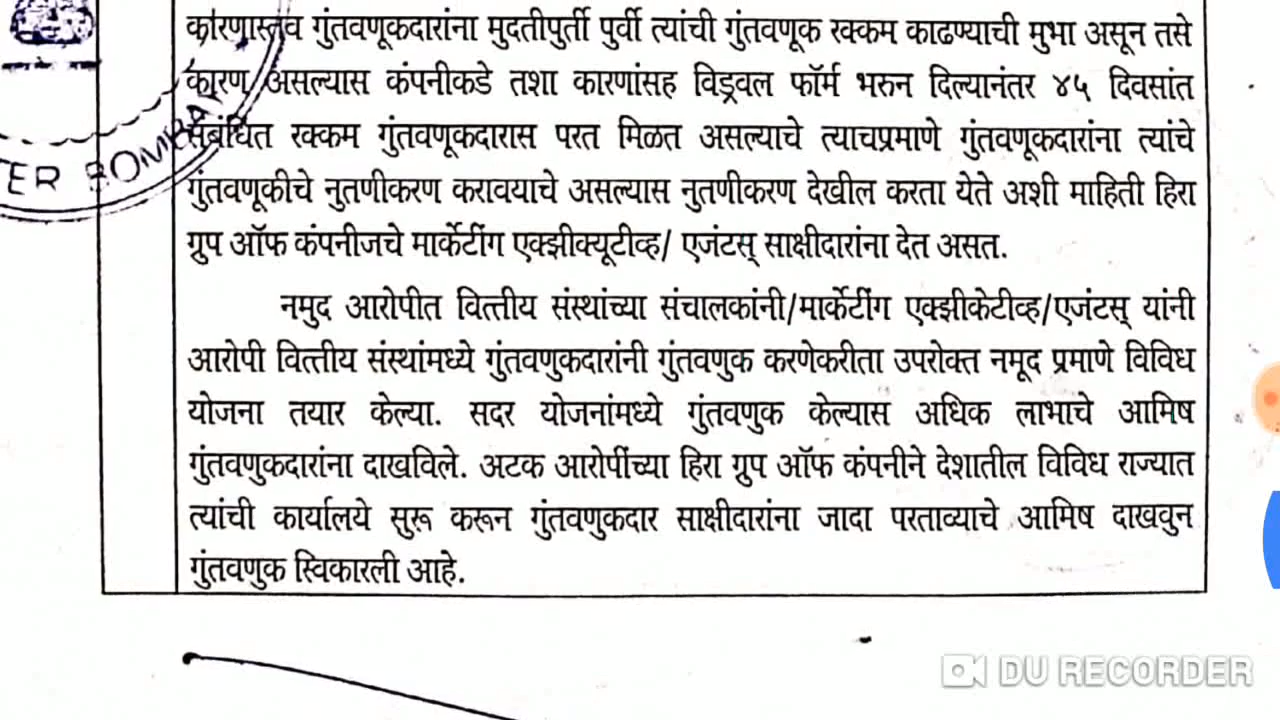 कारणास्तव गुंतवणूकदारांना मुदतीपुर्ती पुर्वी त्यांची गुंतवणूक रक्कम काढण्याची मुभा असून तसे
कारण असल्यास कंपनीकडे तशा कारणांसह विड्रवल फॉर्म भरुन दिल्यानंतर ४५ दिवसांत
संबंधित रक्कम गुंतवणूकदारास परत मिळत असल्याचे त्याचप्रमाणे गुंतवणूकदारांना त्यांचे
गुंतवणूकीचे नुतणीकरण करावयाचे असल्यास नुतणीकरण देखील करता येते अशी माहिती हिरा
ग्रुप ऑफ कंपनीजचे मार्केटींग एक्झीक्यूटीव्ह/ एजंटस् साक्षीदारांना देत असत.
नमुद आरोपीत वित्तीय संस्थांच्या संचालकांनी/मार्केटींग एक्झीकेटीव्ह/एजंटस् यांनी
आरोपी वित्तीय संस्थांमध्ये गुंतवणुकदारांनी गुंतवणुक करणेकरीता उपरोक्त नमूद प्रमाणे विविध
योजना तयार केल्या. सदर योजनांमध्ये गुंतवणुक केल्यास अधिक लाभाचे आमिष
गुंतवणुकदारांना दाखविले. अटक आरोपींच्या हिरा ग्रुप ऑफ कंपनीने देशातील विविध राज्यात
त्यांची कार्यालये सुरू करून गुंतवणुकदार साक्षीदारांना जादा परताव्याचे आमिष दाखवुन
गुंतवणुक स्विकारली आहे.
TER BOMBAY
DU RECORDER